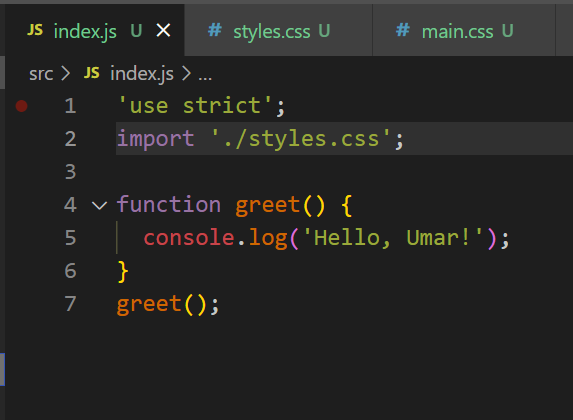 JS index.js U × # styles.css U # main.css U
src > JS index.js > ...
1 'use strict';
2 import './styles.css';
3
4 function greet() {
5 console.log('Hello, Umar!');
6 }
7 greet();